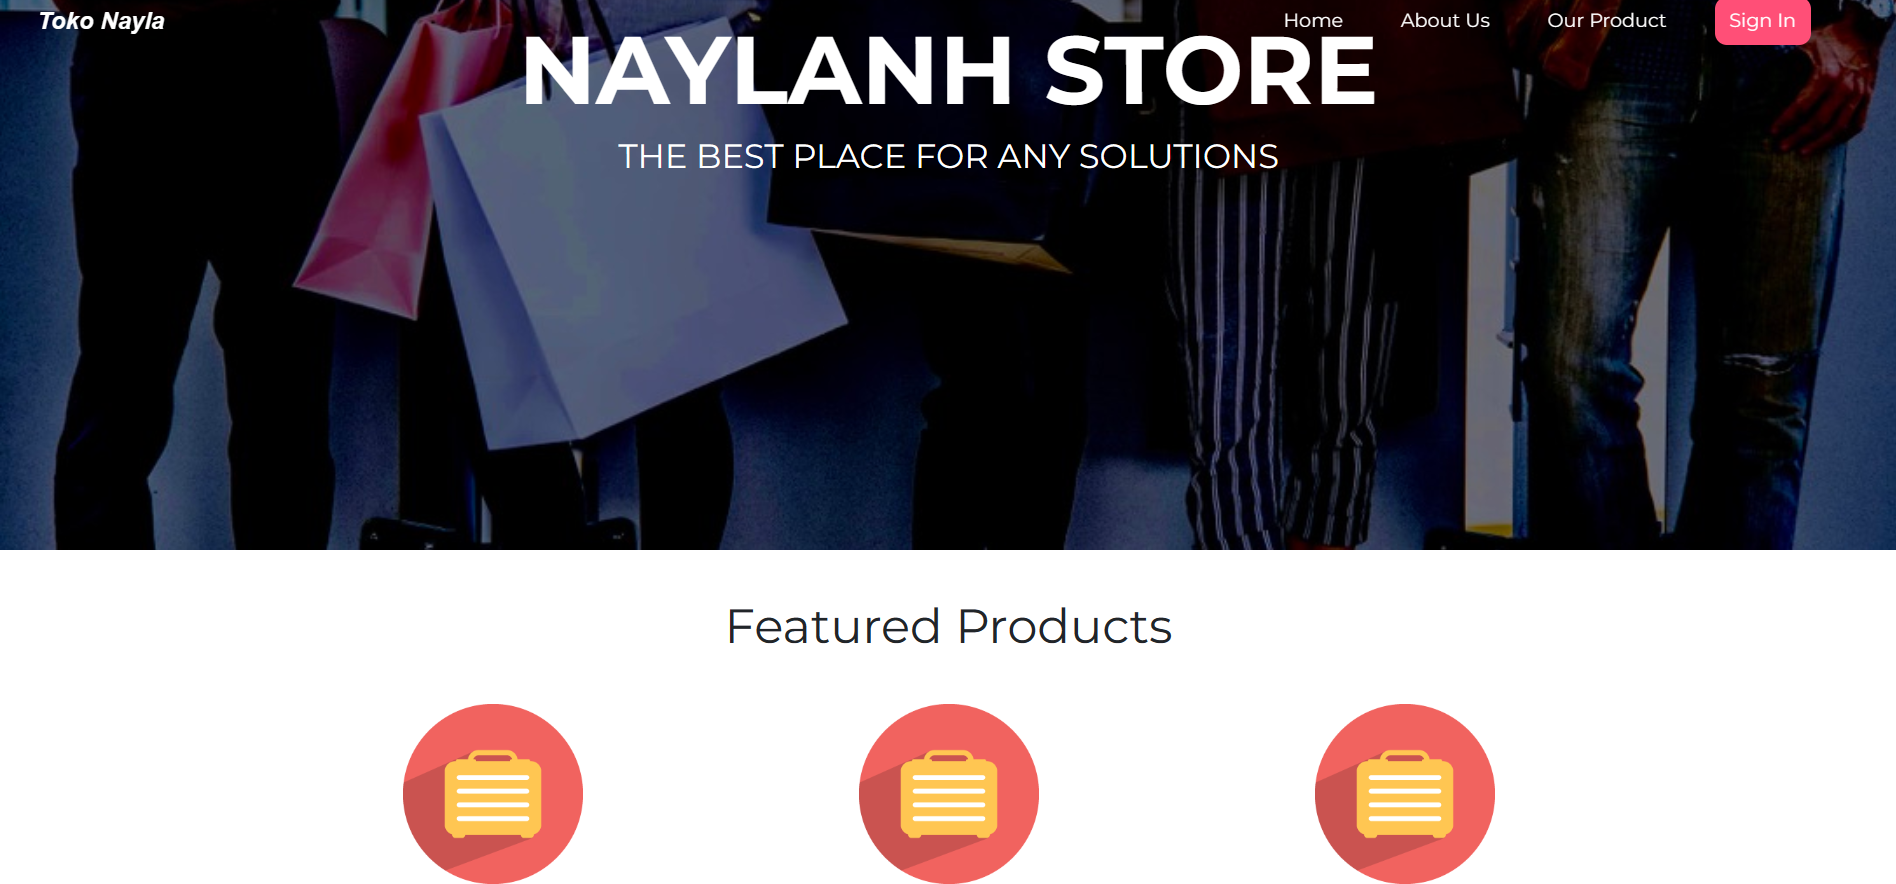 Toko Nayla
Home
About Us
Our Product
Sign In
NAYLANH STORE
THE BEST PLACE FOR ANY SOLUTIONS
Featured Products